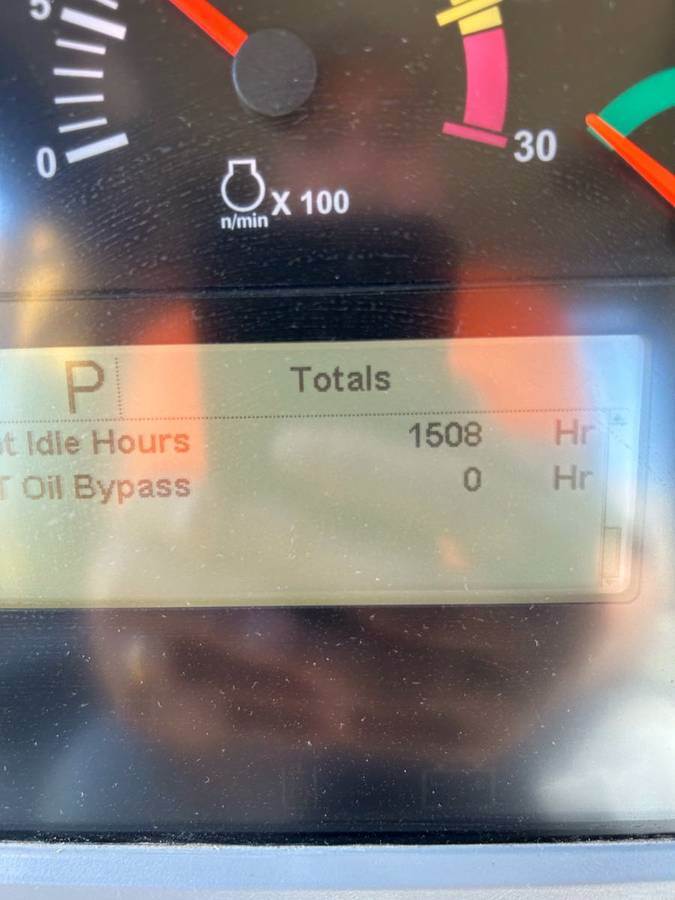 5
0
30
n/min X 100
P Totals
t Idle Hours 1508 Hr
T Oil Bypass 0 Hr